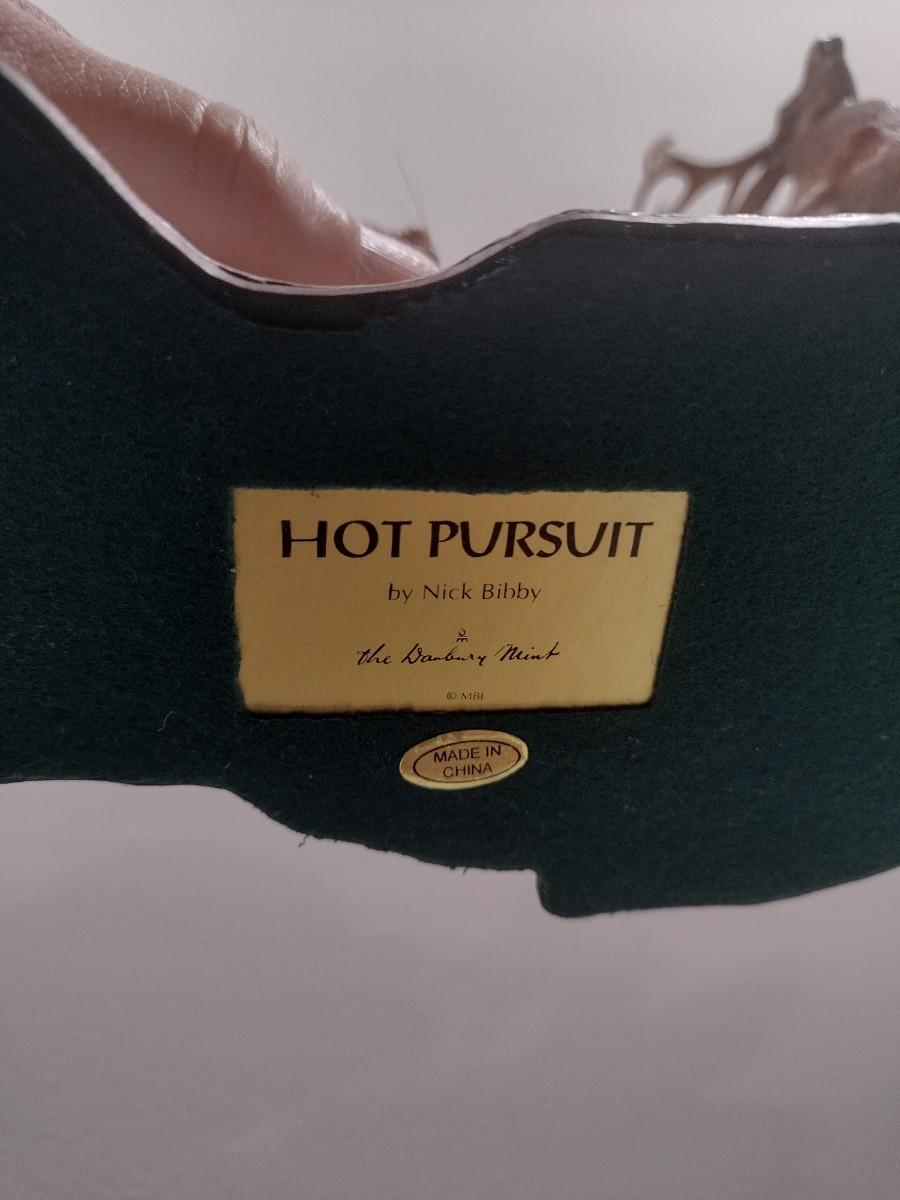 HOT PURSUIT
by Nick Bibby
the Danbury Mint
© MBI
MADE IN
CHINA